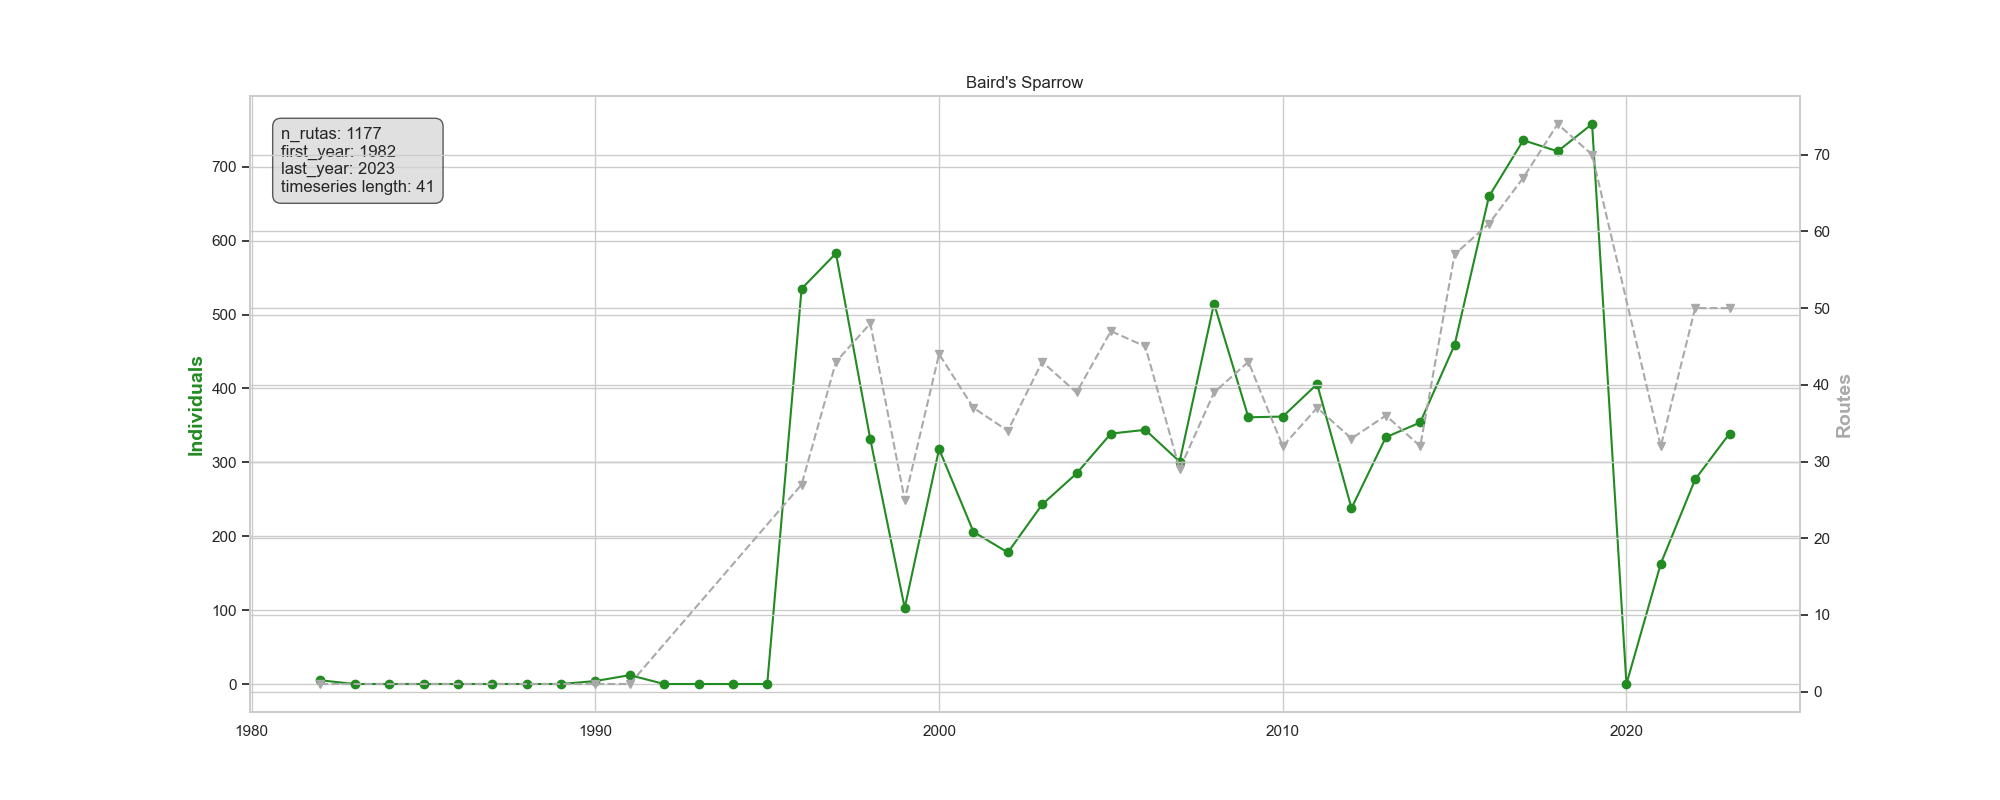 Baird's Sparrow
n_rutas: 1177
first_year: 1982
last_year: 2023
timeseries length: 41
Individuals
700
600
500
400
300
200
100
0
70
60
50
40
30
20
10
0
Routes
1980 1990 2000 2010 2020